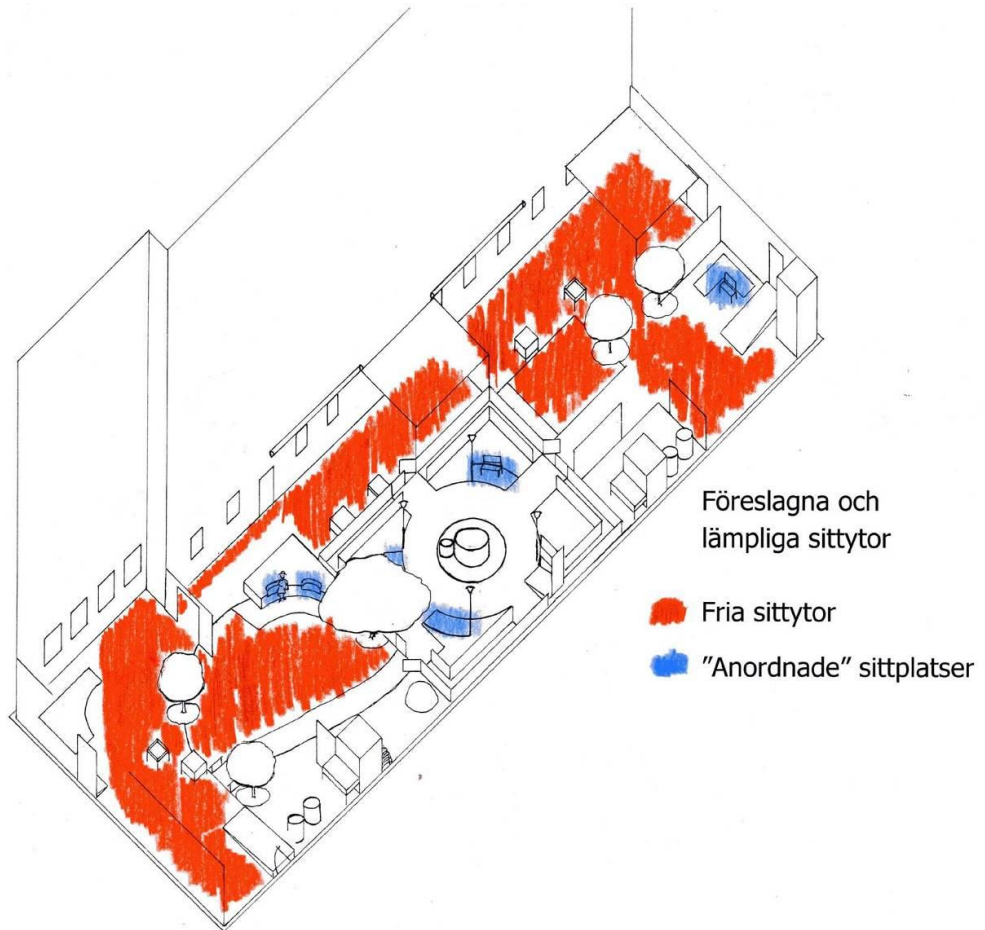 Föreslagna och
lämpliga sittytor
Fria sittytor
”Anordnade” sittplatser